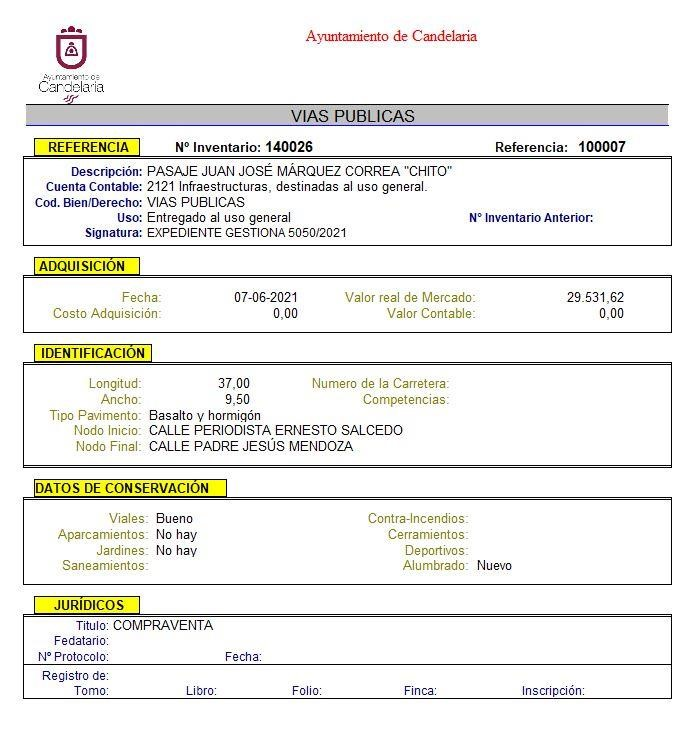 Ayuntamiento de Candelaria
Ayuntamiento de
Candelaria
VIAS PUBLICAS
REFERENCIA Nº Inventario: 140026 Referencia: 100007
Descripción: PASAJE JUAN JOSÉ MÁRQUEZ CORREA "CHITO"
Cuenta Contable: 2121 Infraestructuras, destinadas al uso general.
Cod. Bien/Derecho: VIAS PUBLICAS
Uso: Entregado al uso general Nº Inventario Anterior:
Signatura: EXPEDIENTE GESTIONA 5050/2021
ADQUISICIÓN
Fecha: 07-06-2021 Valor real de Mercado: 29.531,62
Costo Adquisición: 0,00 Valor Contable: 0,00
IDENTIFICACIÓN
Longitud: 37,00 Numero de la Carretera:
Ancho: 9,50 Competencias:
Tipo Pavimento: Basalto y hormigón
Nodo Inicio: CALLE PERIODISTA ERNESTO SALCEDO
Nodo Final: CALLE PADRE JESÚS MENDOZA
DATOS DE CONSERVACIÓN
Viales: Bueno Contra-Incendios:
Aparcamientos: No hay Cerramientos:
Jardines: No hay Deportivos:
Saneamientos: Alumbrado: Nuevo
JURÍDICOS
Titulo: COMPRAVENTA
Fedatario:
Nº Protocolo: Fecha:
Registro de:
Tomo: Libro: Folio: Finca: Inscripción: